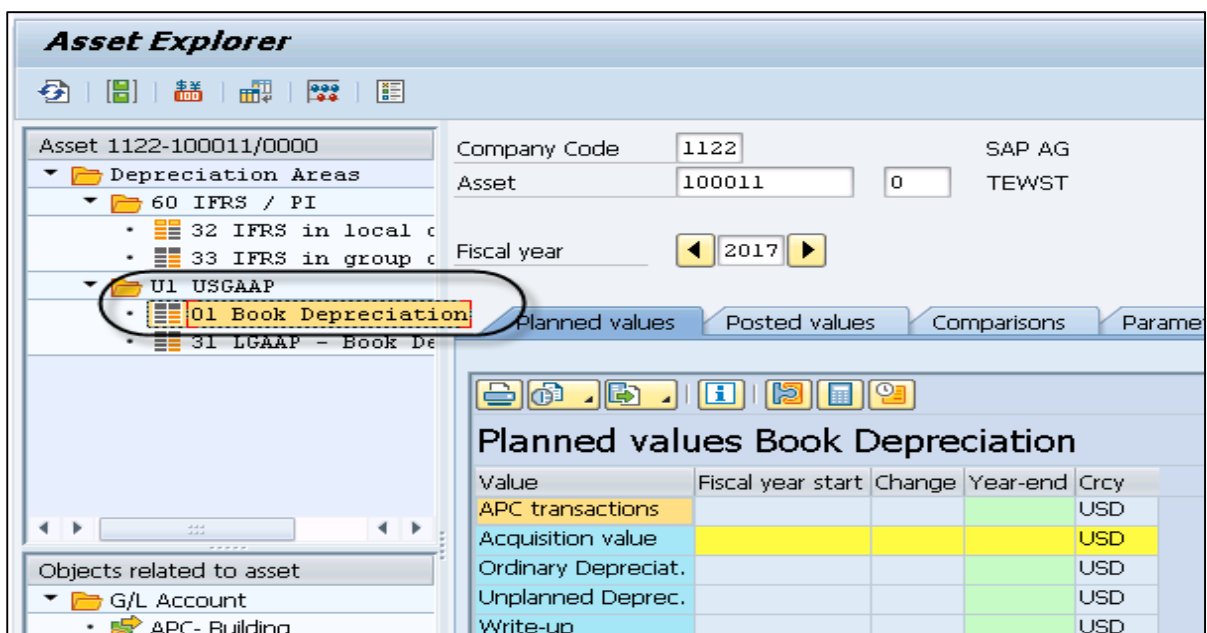 Asset Explorer
Asset 1122-100011/0000
Depreciation Areas
60 IFRS / PI
32 IFRS in local c
33 IFRS in group c
U1 USGAAP
01 Book Depreciation
31 LGAAP - Book De
Company Code 1122 SAP AG
Asset 100011 0 TEWST
Fiscal year 2017
Planned values Posted values Comparisons Parame
Planned values Book Depreciation
Value Fiscal year start Change Year-end Crcy
APC transactions USD
Acquisition value USD
Ordinary Depreciat. USD
Unplanned Deprec. USD
Write-up USD
Objects related to asset
G/L Account
APC- Building